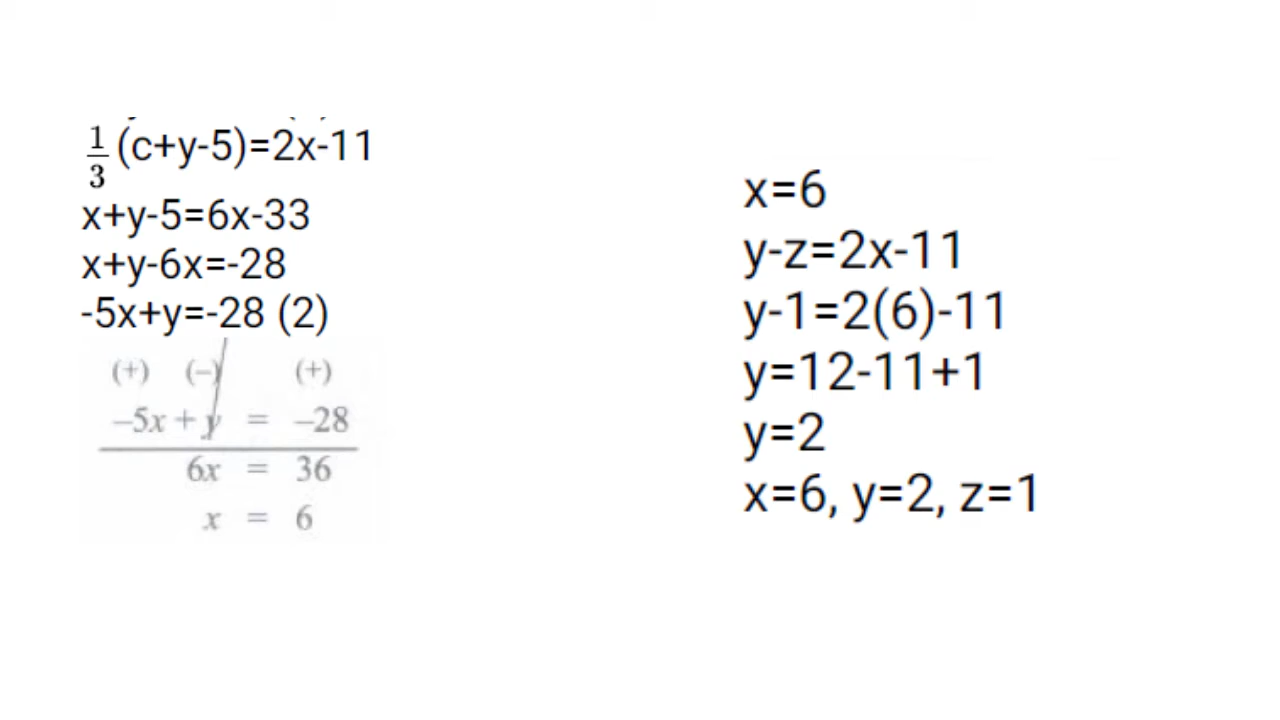 1/3 (c+y-5)=2x-11
x+y-5=6x-33
x+y-6x=-28
-5x+y=-28 (2)
(+) (–) (+)
–5x + y = –28
6x = 36
x = 6
x=6
y-z=2x-11
y-1=2(6)-11
y=12-11+1
y=2
x=6, y=2, z=1